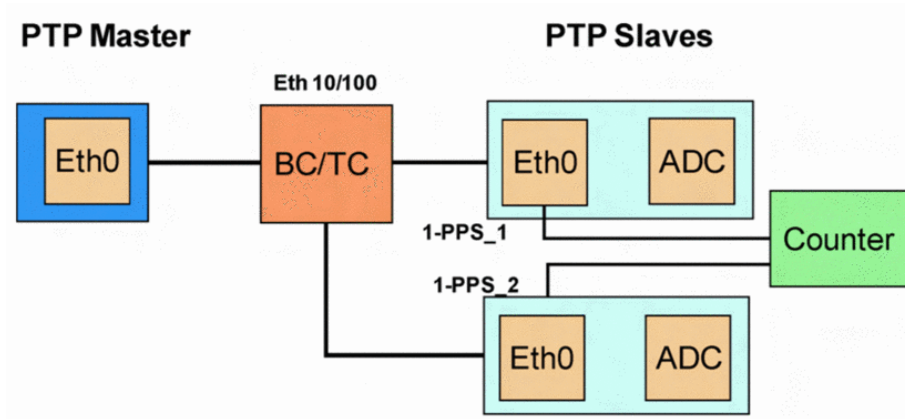 PTP Master
PTP Slaves
Eth 10/100
Eth0
BC/TC
Eth0
ADC
1-PPS_1
Counter
1-PPS_2
Eth0
ADC